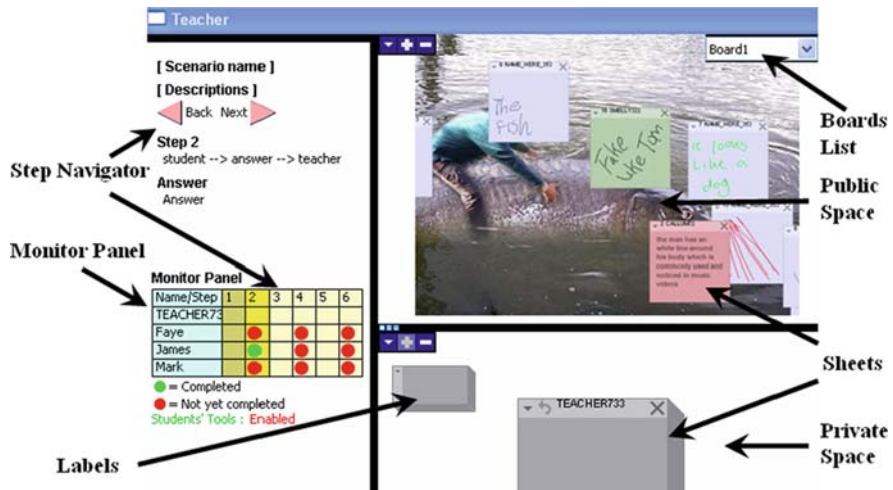 Teacher
[ Scenario name ]
[ Descriptions ]
Back Next
Step 2
student --> answer --> teacher
Answer
Answer
Step Navigator
Monitor Panel
Monitor Panel
Name/Step 1 2 3 4 5 6
TEACHER73
Faye
James
Mark
= Completed
= Not yet completed
Students' Tools : Enabled
Labels
Board1
The
fish
Fake
like Tim
it looks
Like a
dog
the man has an
white line around
his body which is
commonly used and
noticed in music
videos
TEACHER733
Boards
List
Public
Space
Sheets
Private
Space